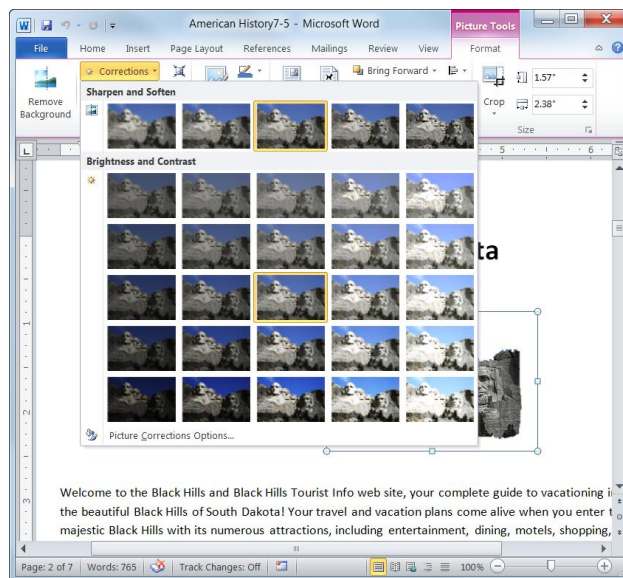 American History7-5 - Microsoft Word
Picture Tools
File Home Insert Page Layout References Mailings Review View Format
Corrections
Bring Forward
Remove Background
Crop
1.57"
2.38"
Size
Sharpen and Soften
Brightness and Contrast
Picture Corrections Options...
5 6
ta
Welcome to the Black Hills and Black Hills Tourist Info web site, your complete guide to vacationing i
the beautiful Black Hills of South Dakota! Your travel and vacation plans come alive when you enter t
majestic Black Hills with its numerous attractions, including entertainment, dining, motels, shopping,
Page: 2 of 7 Words: 765 Track Changes: Off 100%